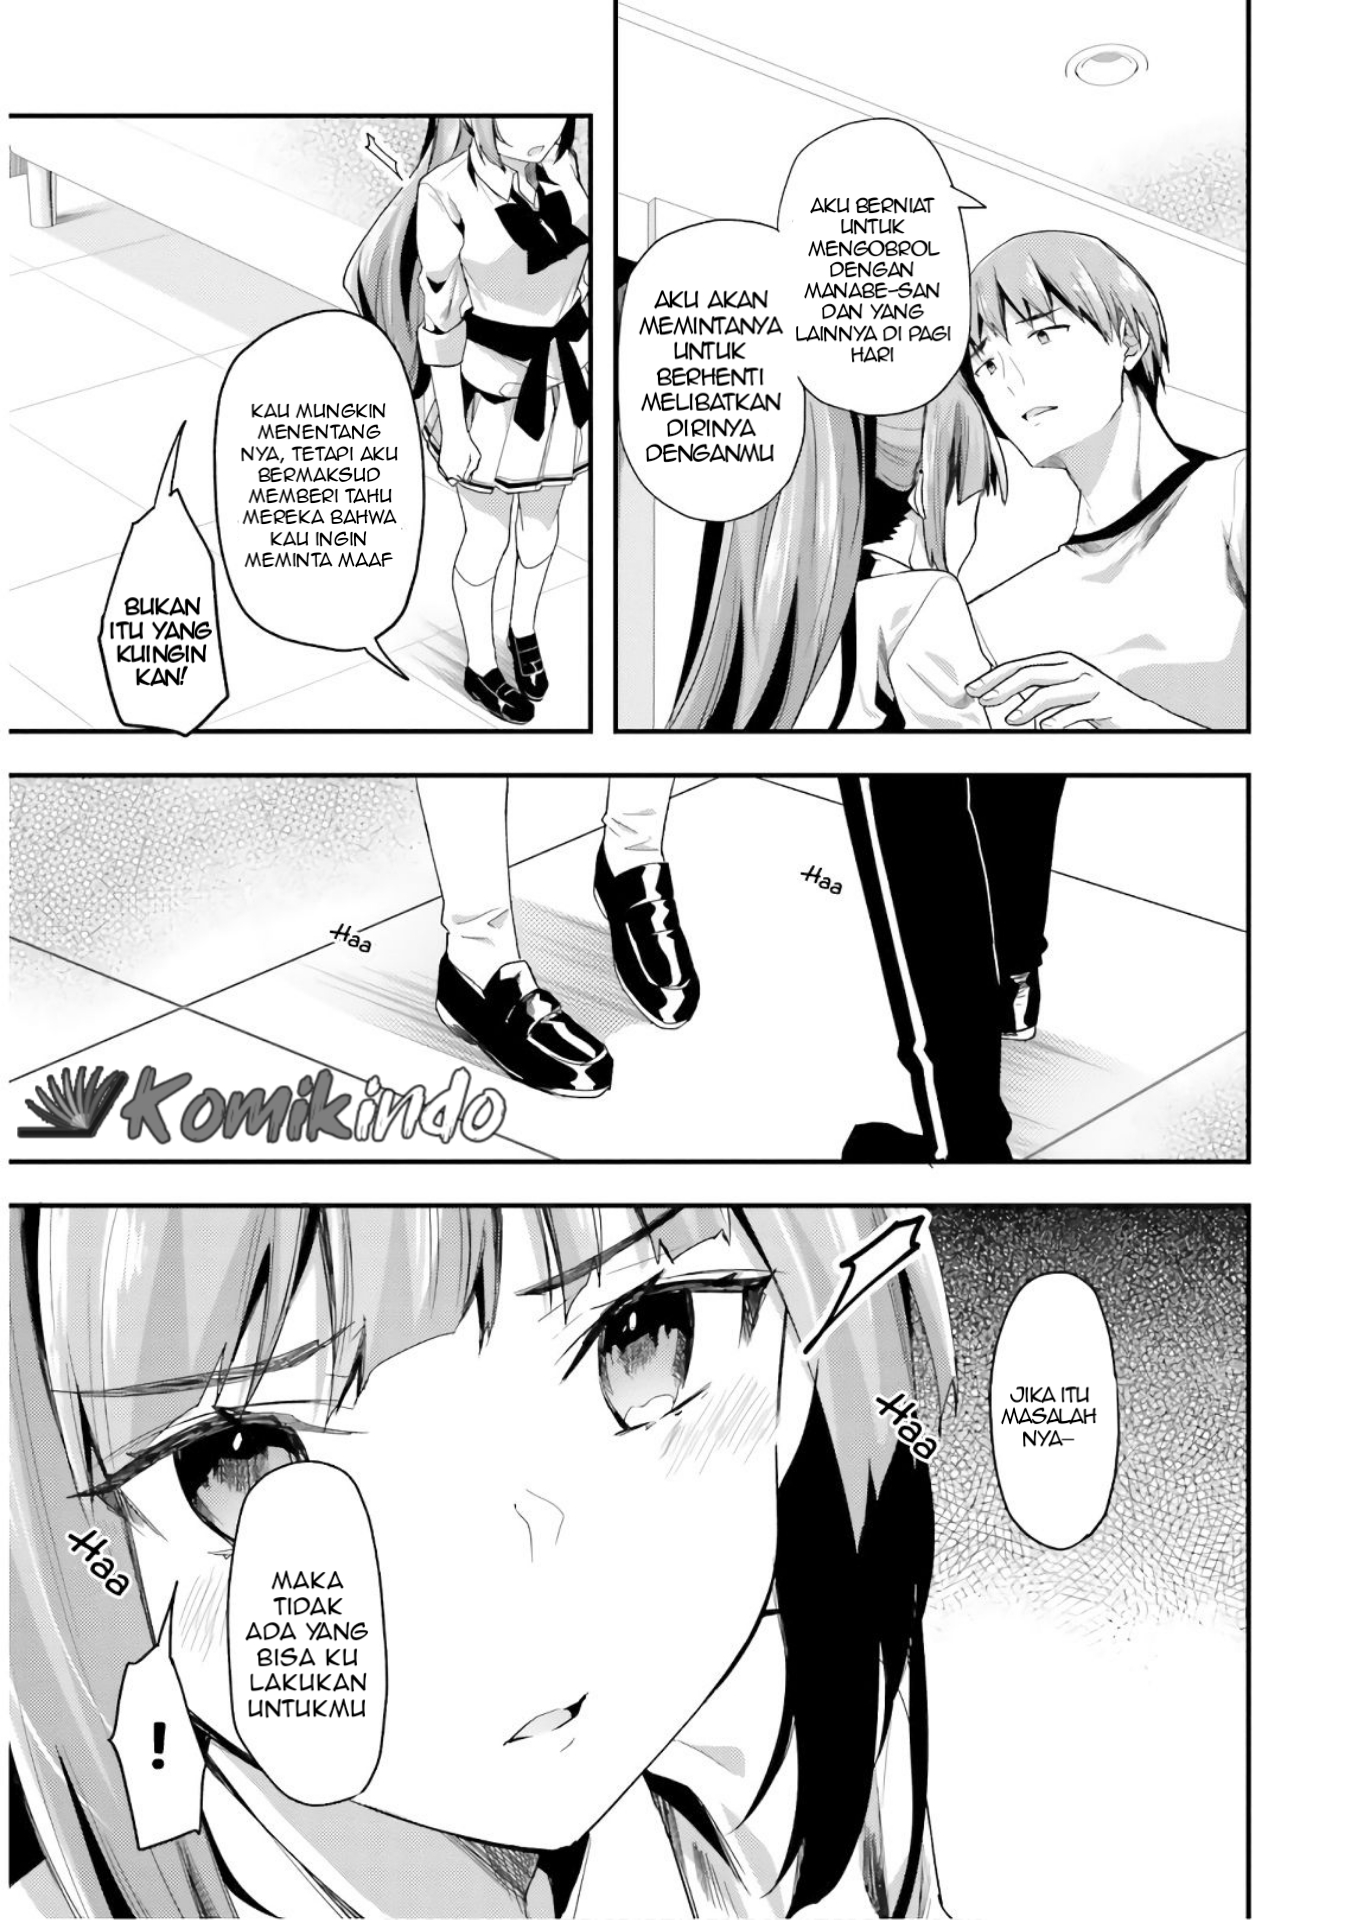 AKU BERNIAT
UNTUK
MENGOBROL
DENGAN
MANABE-SAN
DAN YANG
LAINNYA DI PAGI
HARI
AKU AKAN
MEMINTANYA
UNTUK
BERHENTI
MELIBATKAN
DIRINYA
DENGANMU
KAU MUNGKIN
MENENTANG
NYA, TETAPI AKU
BERMAKSUD
MEMBERI TAHU
MEREKA BAHWA
KAU INGIN
MEMINTA MAAF
BUKAN
ITU YANG
KUINGIN
KAN!
Haa
Haa
Komikindo
JIKA ITU
MASALAH
NYA-
Haa
MAKA
TIDAK
ADA YANG
BISA KU
LAKUKAN
UNTUKMU
Haa
!